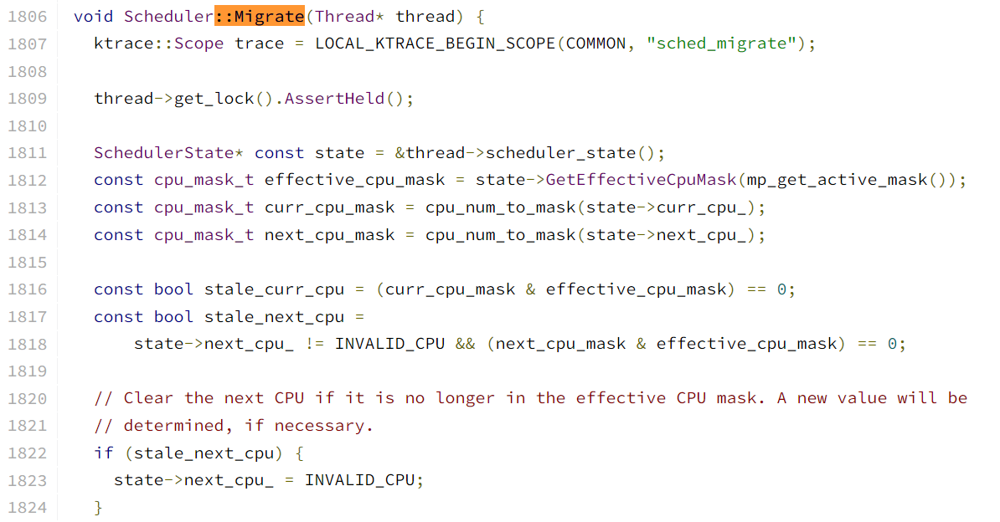 1806 void Scheduler::Migrate(Thread* thread) {
1807   ktrace::Scope trace = LOCAL_KTRACE_BEGIN_SCOPE(COMMON, "sched_migrate");
1808
1809   thread->get_lock().AssertHeld();
1810
1811   SchedulerState* const state = &thread->scheduler_state();
1812   const cpu_mask_t effective_cpu_mask = state->GetEffectiveCpuMask(mp_get_active_mask());
1813   const cpu_mask_t curr_cpu_mask = cpu_num_to_mask(state->curr_cpu_);
1814   const cpu_mask_t next_cpu_mask = cpu_num_to_mask(state->next_cpu_);
1815
1816   const bool stale_curr_cpu = (curr_cpu_mask & effective_cpu_mask) == 0;
1817   const bool stale_next_cpu =
1818       state->next_cpu_ != INVALID_CPU && (next_cpu_mask & effective_cpu_mask) == 0;
1819
1820   // Clear the next CPU if it is no longer in the effective CPU mask. A new value will be
1821   // determined, if necessary.
1822   if (stale_next_cpu) {
1823     state->next_cpu_ = INVALID_CPU;
1824   }